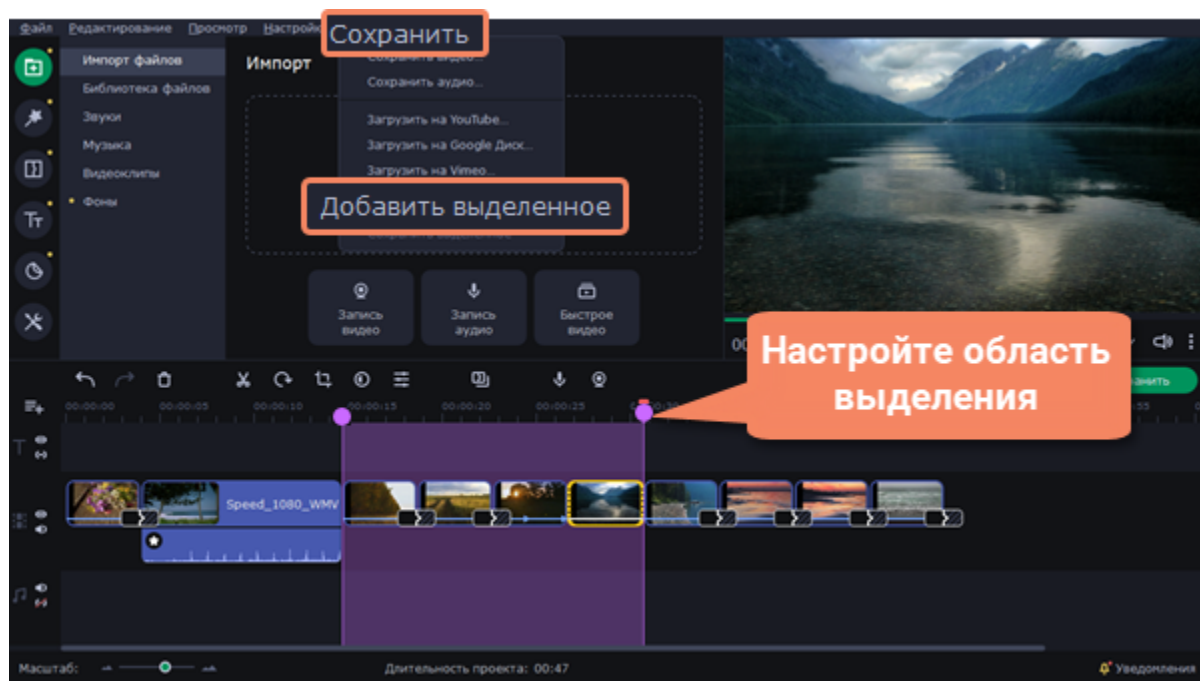 Файл Редактирование Просмотр Настройк
Сохранить
Импорт файлов
Библиотека файлов
Звуки
Музыка
Видеоклипы
Фоны
Импорт
Сохранить видео...
Сохранить аудио...
Загрузить на YouTube...
Загрузить на Google Диск...
Загрузить на Vimeo...
Добавить выделенное
Запись видео
Запись аудио
Быстрое видео
Настройте область
выделения
00:00:00 00:00:05 00:00:10 00:00:15 00:00:20 00:00:25
Speed_1080_WMV
Масштаб:
Длительность проекта: 00:47
Уведомления